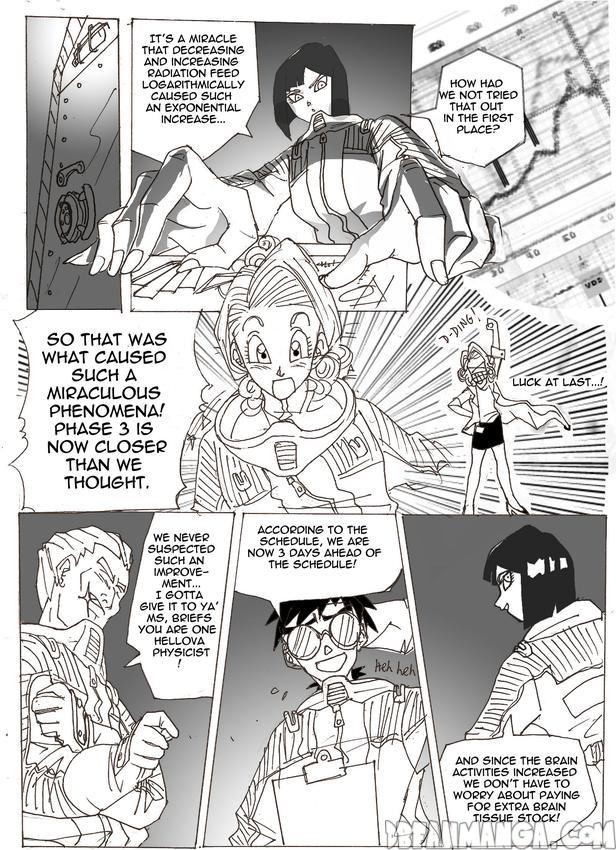 IT'S A MIRACLE
THAT DECREASING
AND INCREASING
RADIATION FEED
LOGARITHMICALLY
CAUSED SUCH
AN EXPONENTIAL
INCREASE...
HOW HAD
WE NOT TRIED
THAT OUT
IN THE FIRST
PLACE?
SO THAT WAS
WHAT CAUSED
SUCH A
MIRACULOUS
PHENOMENA!
PHASE 3 IS
NOW CLOSER
THAN WE
THOUGHT.
D-DING!
LUCK AT LAST...!
WE NEVER
SUSPECTED
SUCH AN
IMPROVE-
MENT...
I GOTTA
GIVE IT TO YA'
MS, BRIEFS
YOU ARE ONE
HELLOVA
PHYSICIST
!
ACCORDING TO THE
SCHEDULE, WE ARE
NOW 3 DAYS AHEAD OF
THE SCHEDULE!
heh heh
AND SINCE THE BRAIN
ACTIVITIES INCREASED
WE DON'T HAVE TO
WORRY ABOUT PAYING
FOR EXTRA BRAIN
TISSUE STOCK!